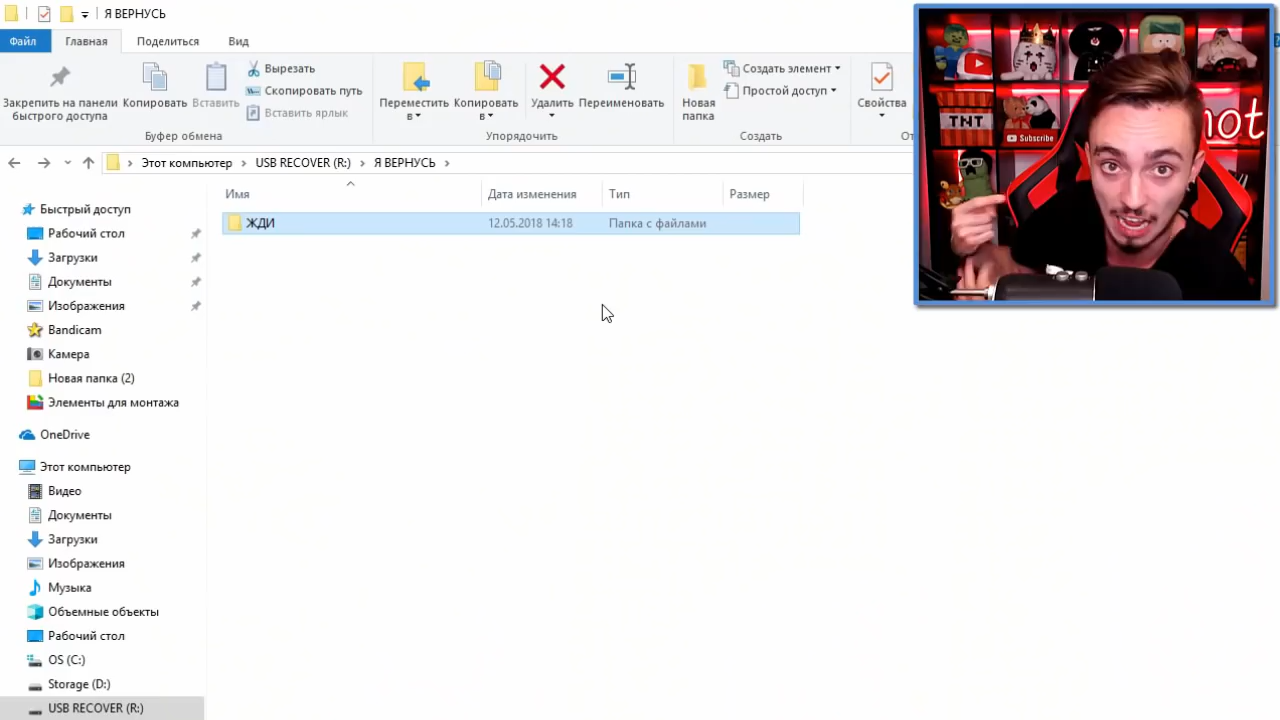 Я ВЕРНУСЬ
Файл
Главная
Поделиться
Вид
Закрепить на панели
быстрого доступа
Копировать
Вставить
Вырезать
Скопировать путь
Вставить ярлык
Буфер обмена
Переместить
в
Копировать
в
Удалить
Переименовать
Упорядочить
Новая
папка
Создать элемент
Простой доступ
Создать
Свойства
От
Этот компьютер
USB RECOVER (R:)
Я ВЕРНУСЬ
Имя
Дата изменения
Тип
Размер
ЖДИ
12.05.2018 14:18
Папка с файлами
Быстрый доступ
Рабочий стол
Загрузки
Документы
Изображения
Bandicam
Камера
Новая папка (2)
Элементы для монтажа
OneDrive
Этот компьютер
Видео
Документы
Загрузки
Изображения
Музыка
Объемные объекты
Рабочий стол
OS (C:)
Storage (D:)
USB RECOVER (R:)
TNT
Subscribe
not